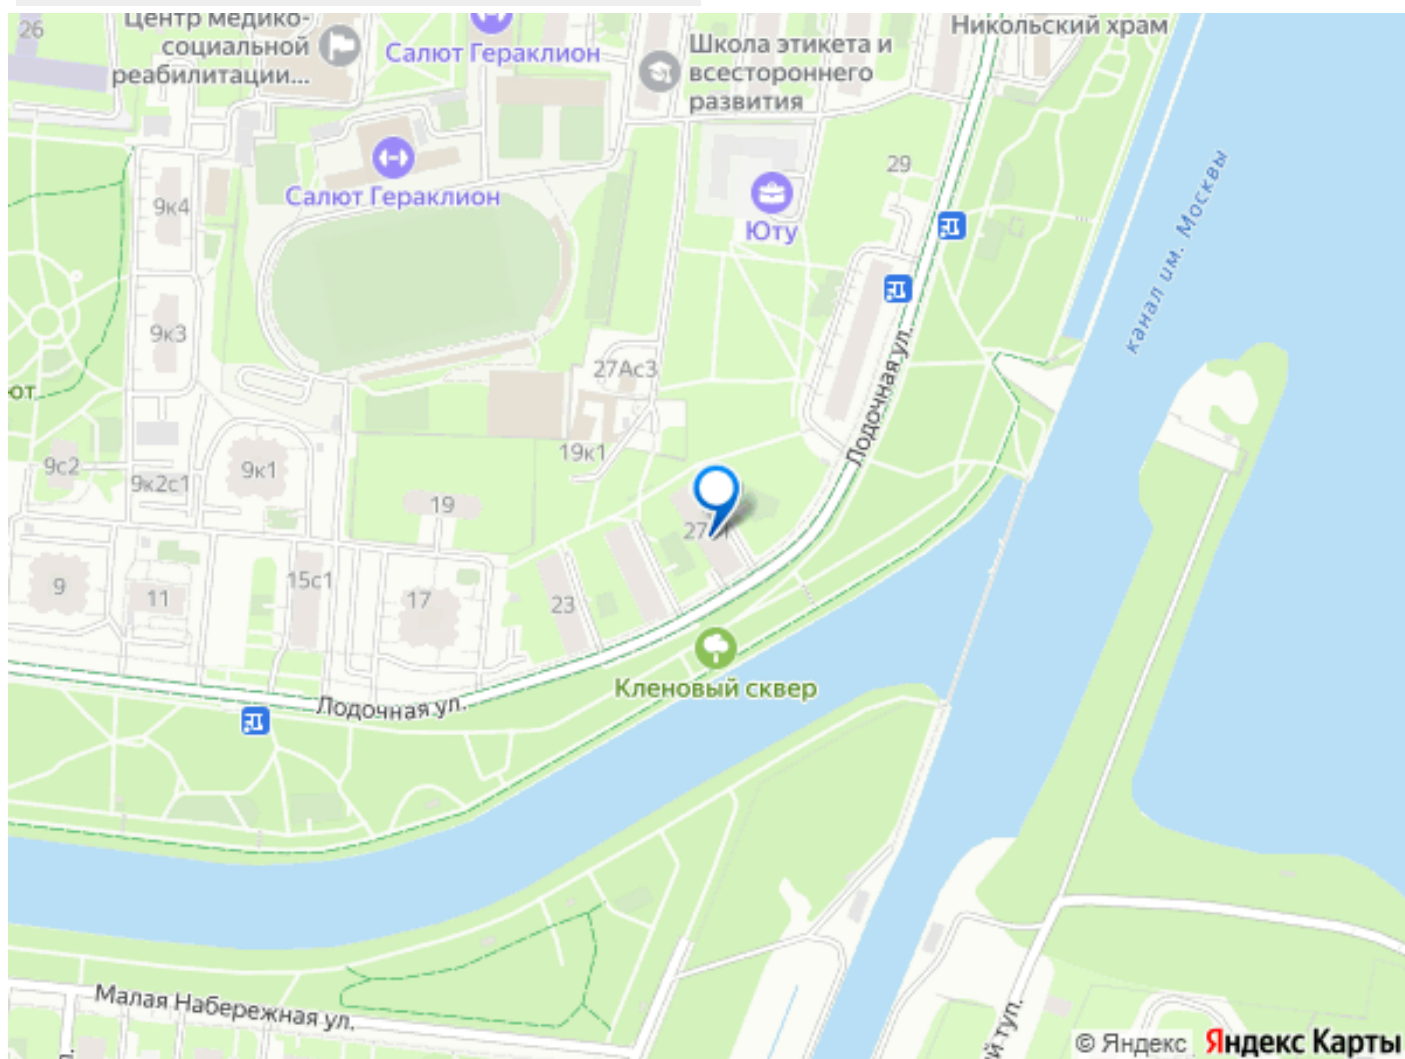 26
Центр медико-
социальной
реабилитации...
Салют Гераклион
Школа этикета и
всестороннего
развития
Никольский храм
29
9к4
Салют Гераклион
Юту
канал им. Москвы
9к3
27Ас3
Лодочная ул.
от
19к1
9с2
9к2с1
9к1
19
9
11
15с1
17
23
Кленовый сквер
Лодочная ул.
Малая Набережная ул.
й туп.
л.
© Яндекс Яндекс Карты